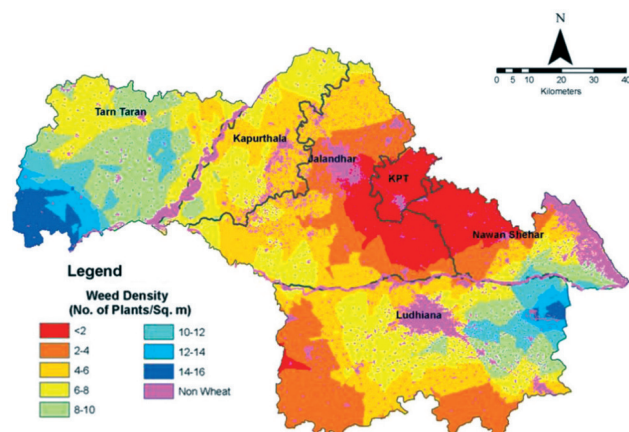 N
0 5 10 20 30 40
Kilometers
Tarn Taran
Kapurthala
Jalandhar
KPT
Nawan Shehar
Ludhiana
Legend
Weed Density
(No. of Plants/Sq. m)
<2
2-4
4-6
6-8
8-10
10-12
12-14
14-16
Non Wheat